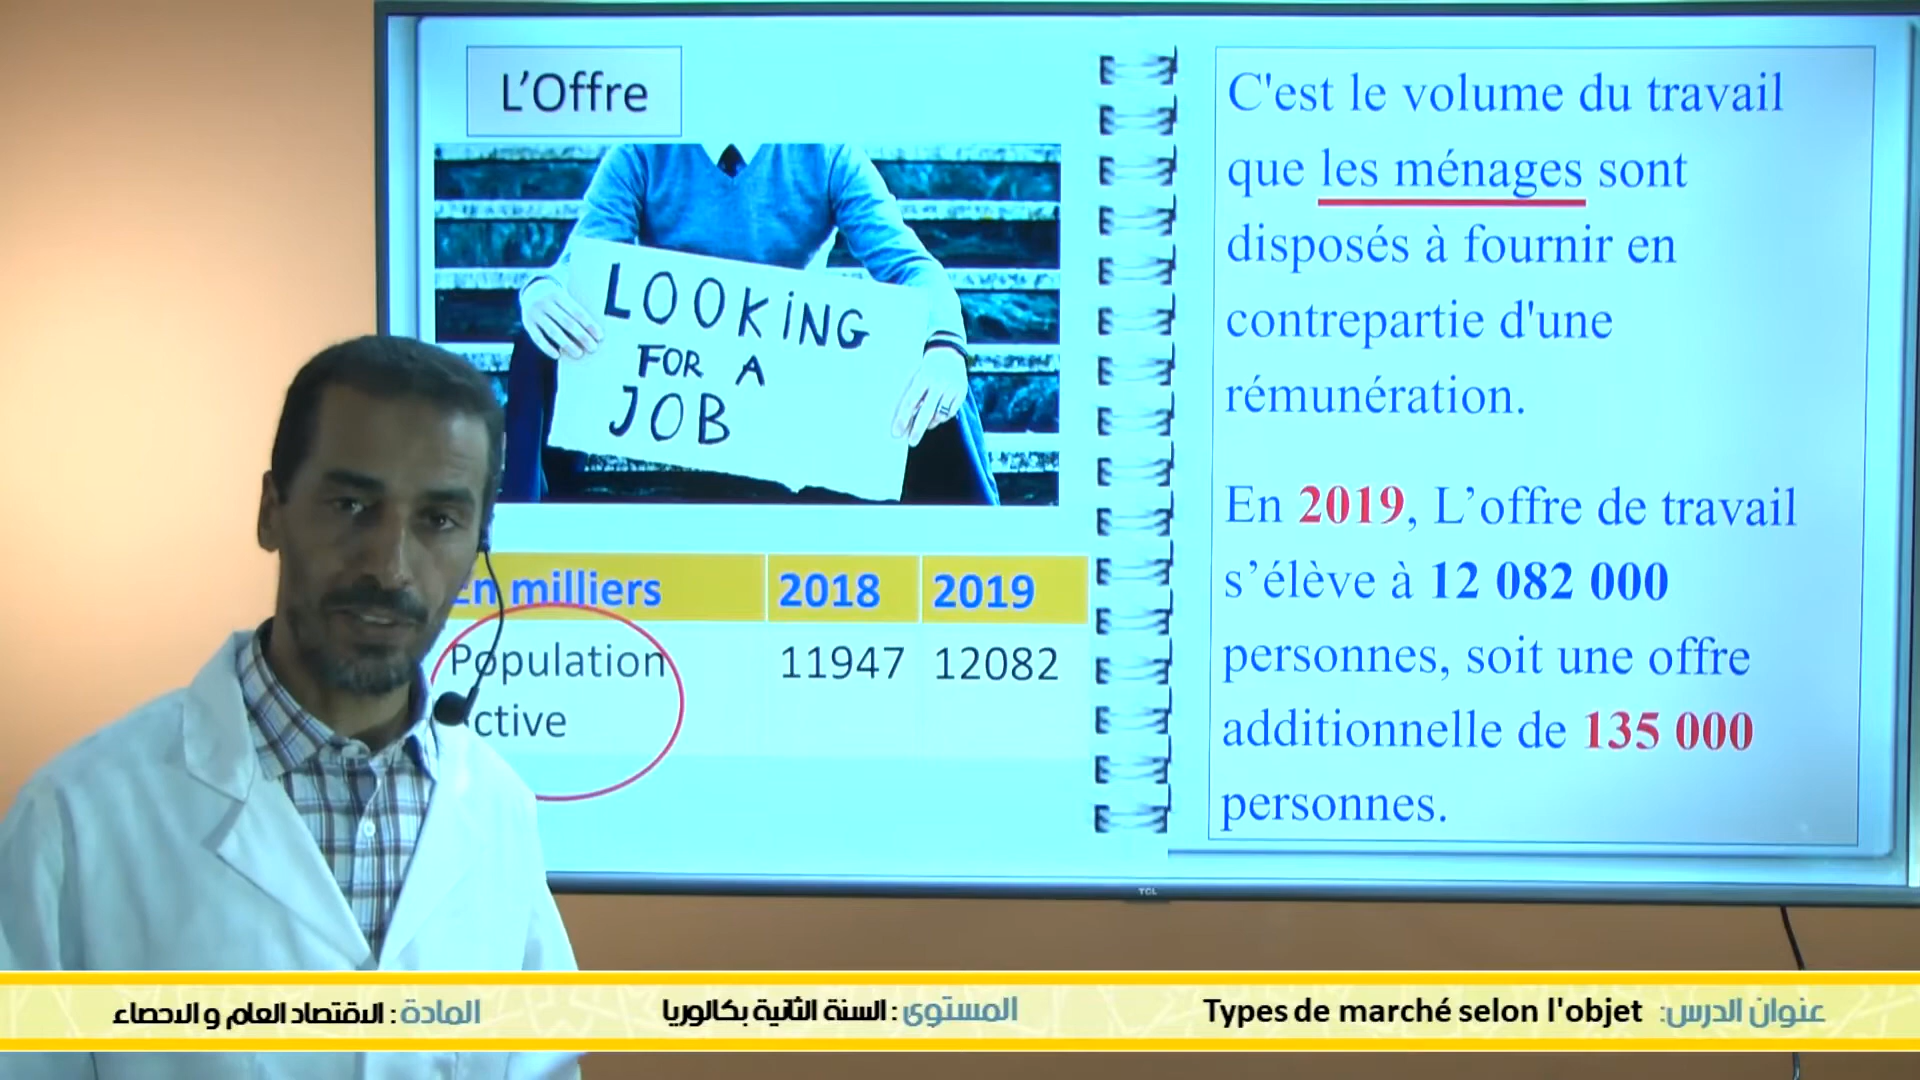 L’Offre
LOOKiNG
FOR A
JOB
En milliers 2018 2019
Population 11947 12082
ctive
C'est le volume du travail
que les ménages sont
disposés à fournir en
contrepartie d'une
rémunération.
En 2019, L’offre de travail
s’élève à 12 082 000
personnes, soit une offre
additionnelle de 135 000
personnes.
TCL
عنوان الدرس: Types de marché selon l'objet
المستوى : السنة الثانية بكالوريا
المادة : الاقتصاد العام و الاحصاء